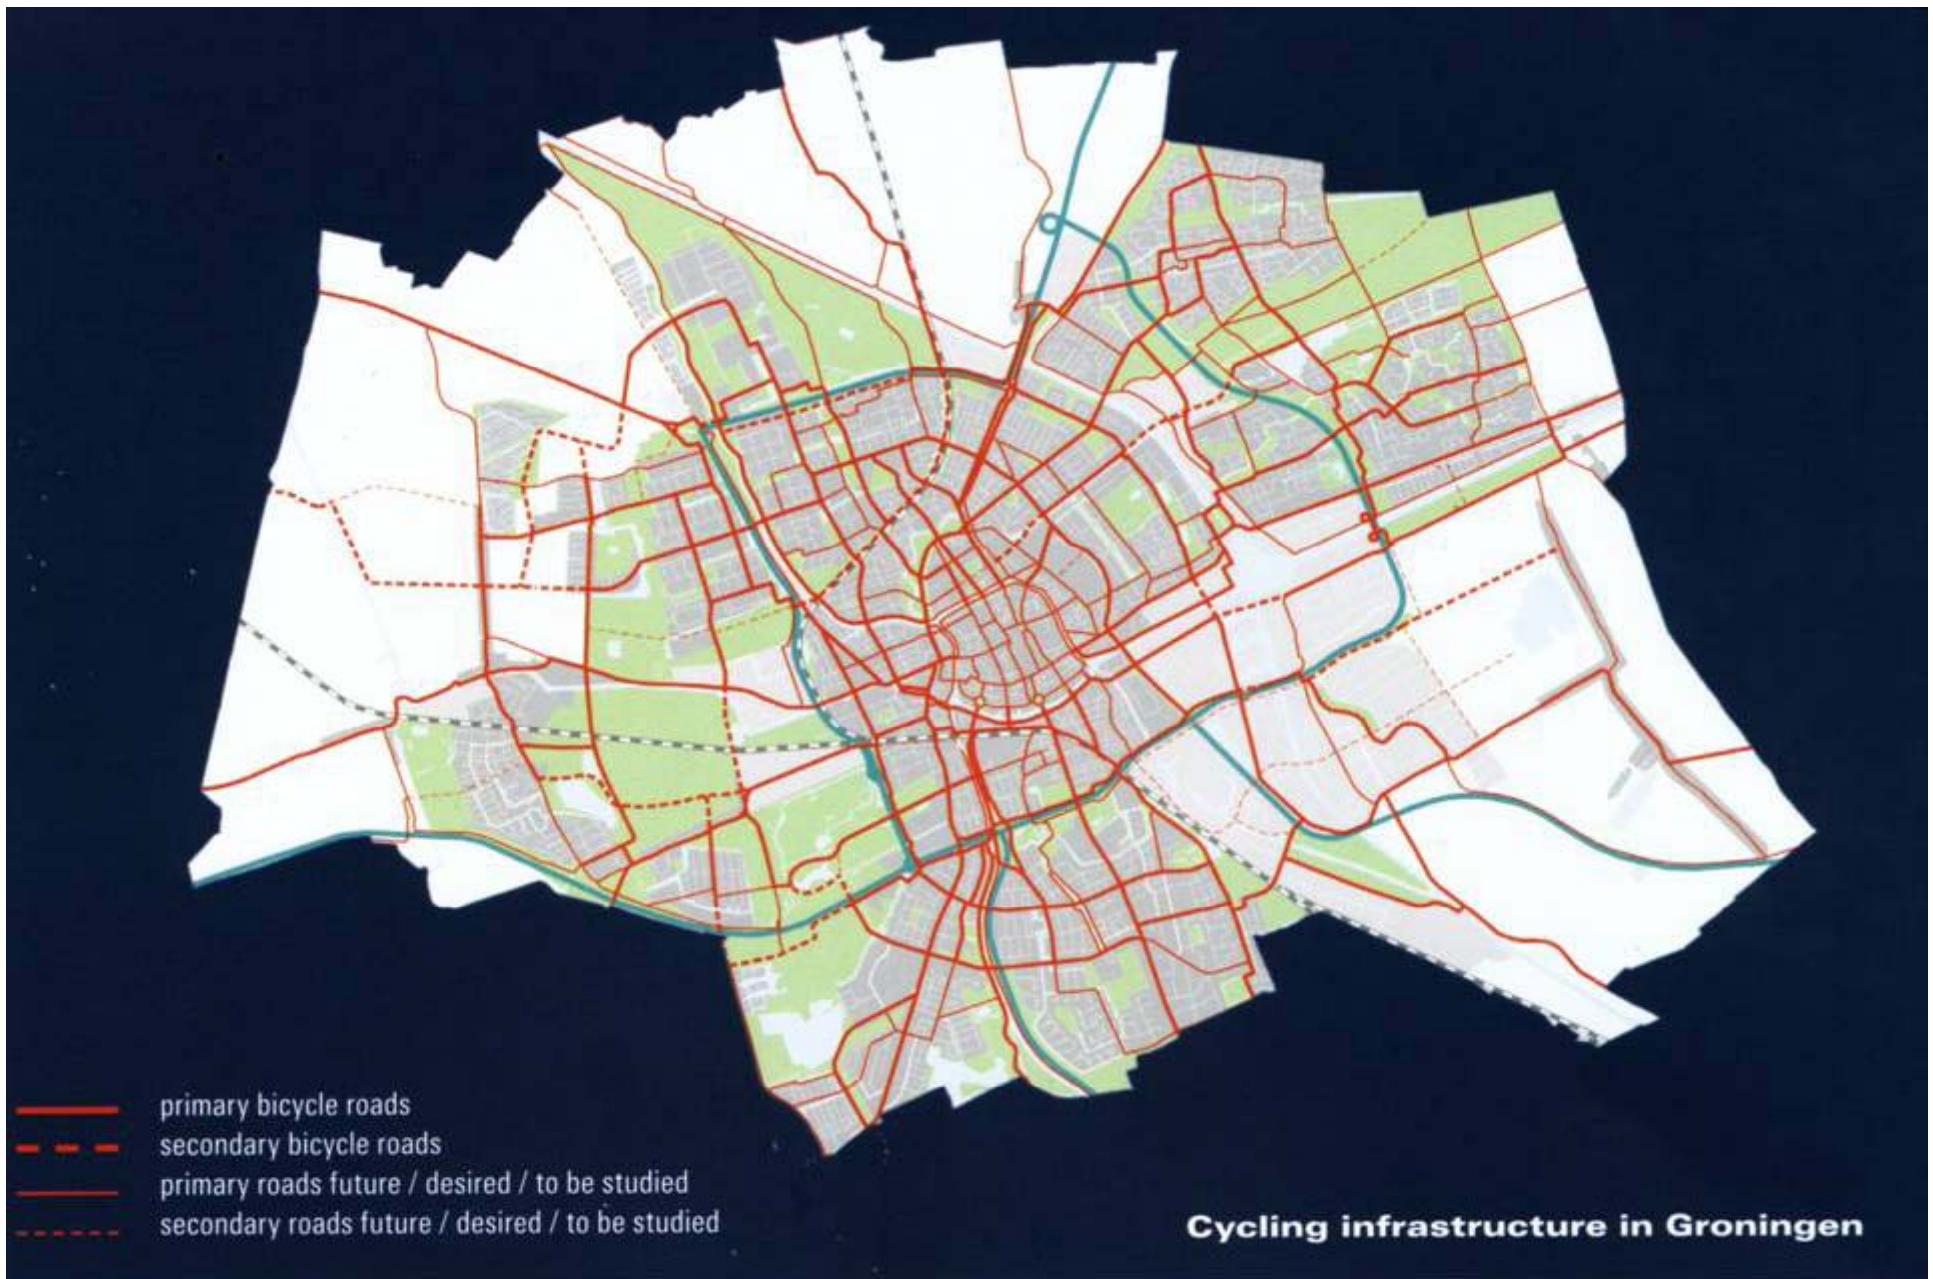 primary bicycle roads
secondary bicycle roads
primary roads future / desired / to be studied
secondary roads future / desired / to be studied
Cycling infrastructure in Groningen